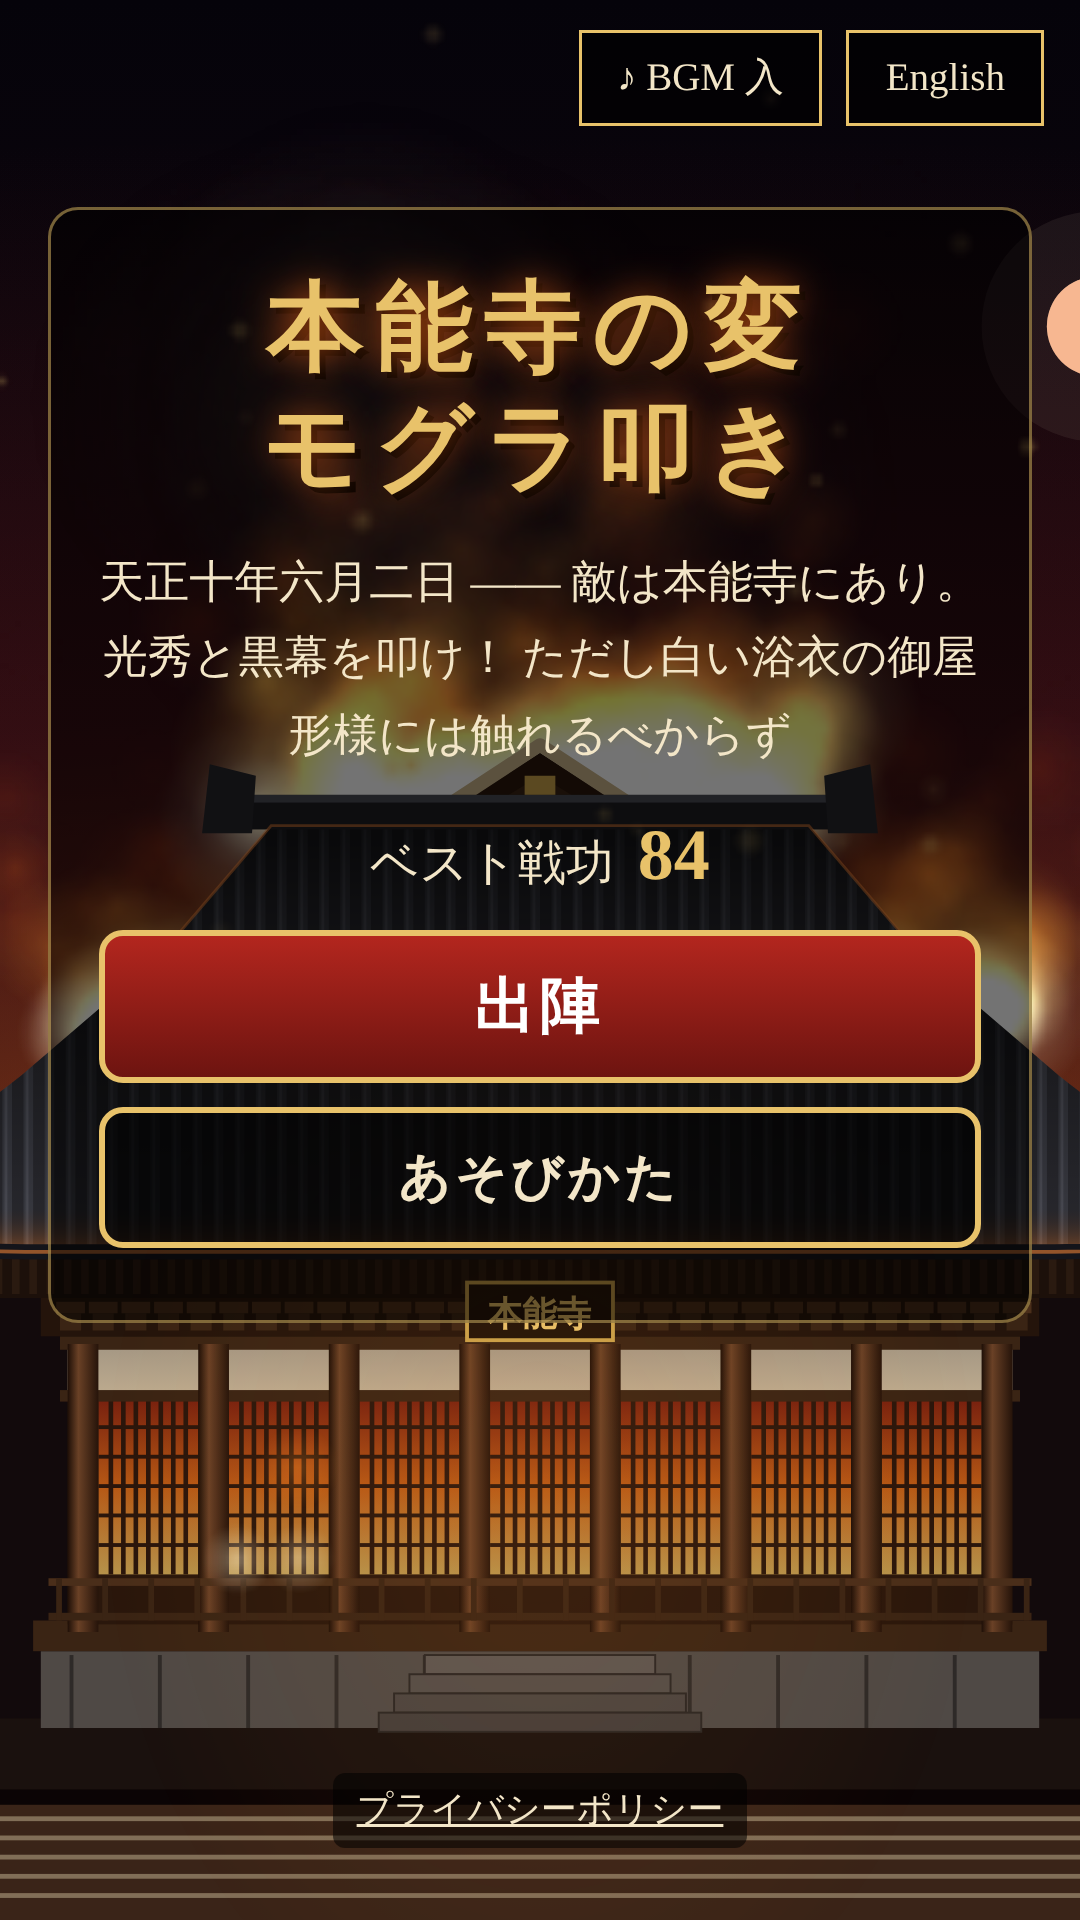 ♪ BGM 入
English
本能寺の変
モグラ叩き
天正十年六月二日 —— 敵は本能寺にあり。
光秀と黒幕を叩け！ ただし白い浴衣の御屋
形様には触れるべからず
ベスト戦功 84
出陣
あそびかた
本能寺
プライバシーポリシー